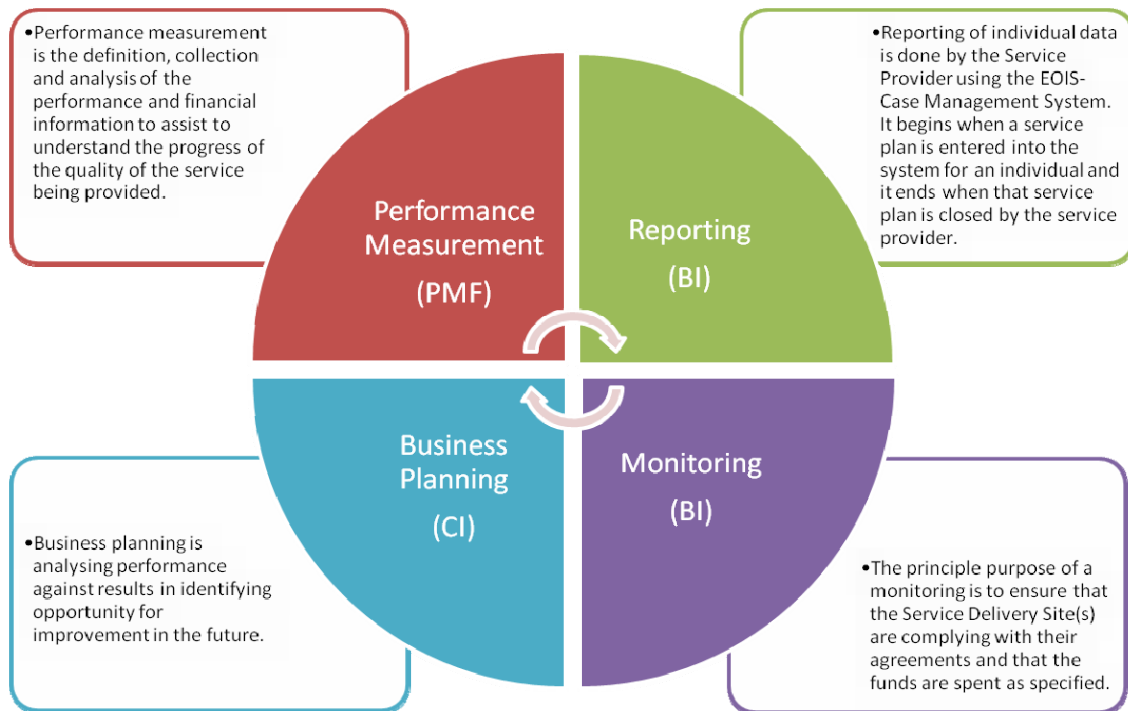 •Performance measurement
is the definition, collection
and analysis of the
performance and financial
information to assist to
understand the progress of
the quality of the service
being provided.
Performance
Measurement
(PMF)
Reporting
(BI)
•Reporting of individual data
is done by the Service
Provider using the EOIS-
Case Management System.
It begins when a service
plan is entered into the
system for an individual and
it ends when that service
plan is closed by the service
provider.
•Business planning is
analysing performance
against results in identifying
opportunity for
improvement in the future.
Business
Planning
(CI)
Monitoring
(BI)
•The principle purpose of a
monitoring is to ensure that
the Service Delivery Site(s)
are complying with their
agreements and that the
funds are spent as specified.